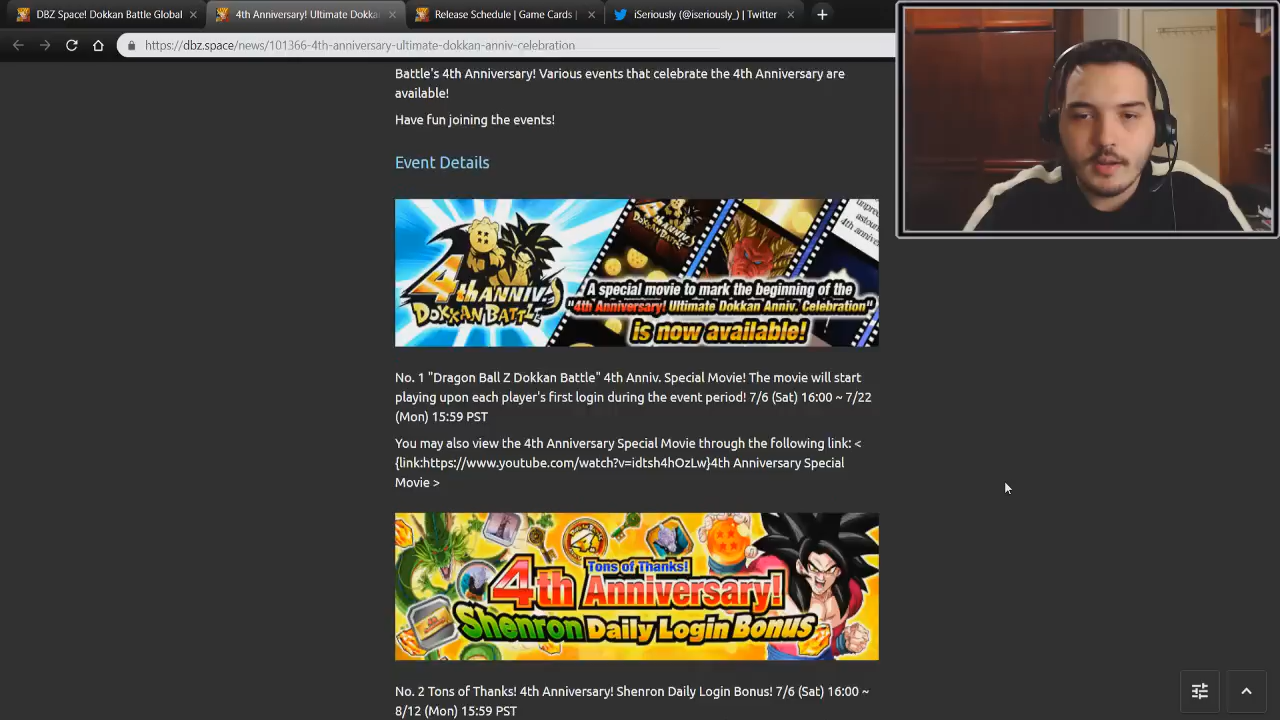 DBZ Space! Dokkan Battle Global
4th Anniversary! Ultimate Dokka
Release Schedule | Game Cards |
iSeriously (@iseriously_) | Twitter
https://dbz.space/news/101366-4th-anniversary-ultimate-dokkan-anniv-celebration
Battle's 4th Anniversary! Various events that celebrate the 4th Anniversary are
available!
Have fun joining the events!
Event Details
4th ANNIV.
DOKKAN BATTLE
A special movie to mark the beginning of the
"4th Anniversary! Ultimate Dokkan Anniv. Celebration"
is now available!
No. 1 "Dragon Ball Z Dokkan Battle" 4th Anniv. Special Movie! The movie will start
playing upon each player's first login during the event period! 7/6 (Sat) 16:00 ~ 7/22
(Mon) 15:59 PST
You may also view the 4th Anniversary Special Movie through the following link: <
{link:https://www.youtube.com/watch?v=idtsh4hOzLw}4th Anniversary Special
Movie >
Tons of Thanks!
4th Anniversary!
Shenron Daily Login Bonus!
No. 2 Tons of Thanks! 4th Anniversary! Shenron Daily Login Bonus! 7/6 (Sat) 16:00 ~
8/12 (Mon) 15:59 PST